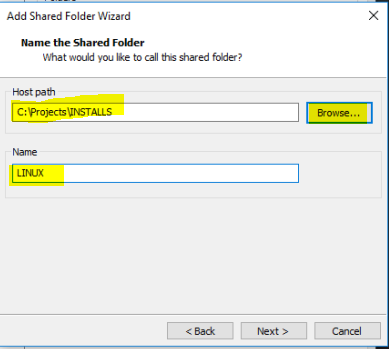 Add Shared Folder Wizard
Name the Shared Folder
What would you like to call this shared folder?
Host path
C:\Projects\INSTALLS
Browse...
Name
LINUX
< Back
Next >
Cancel